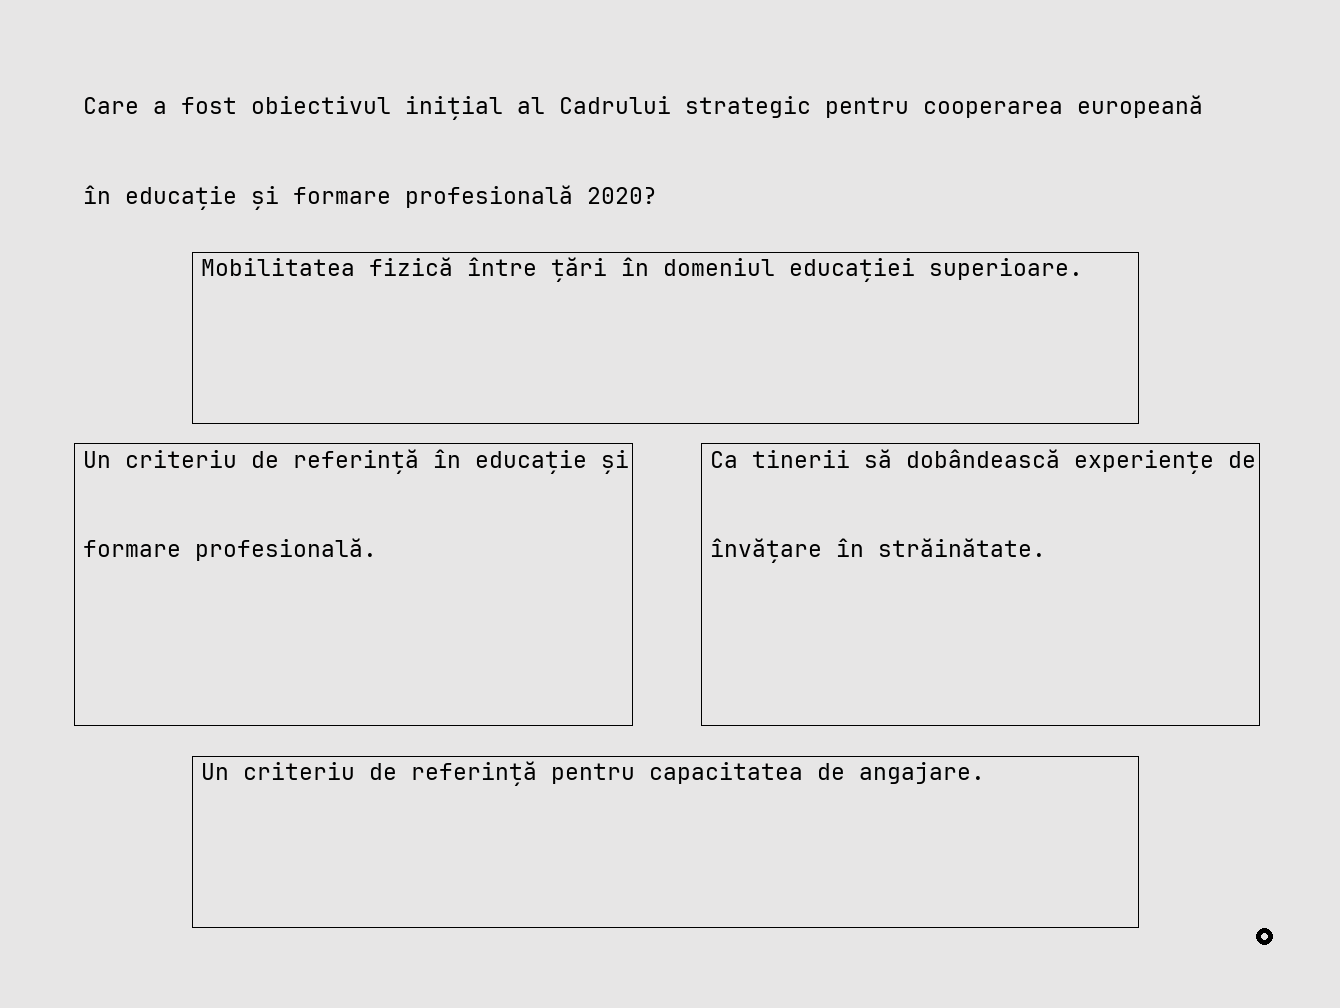 Care a fost obiectivul inițial al Cadrului strategic pentru cooperarea europeană
în educație și formare profesională 2020?
Mobilitatea fizică între țări în domeniul educației superioare.
Un criteriu de referință în educație și
formare profesională.
Ca tinerii să dobândească experiențe de
învățare în străinătate.
Un criteriu de referință pentru capacitatea de angajare.